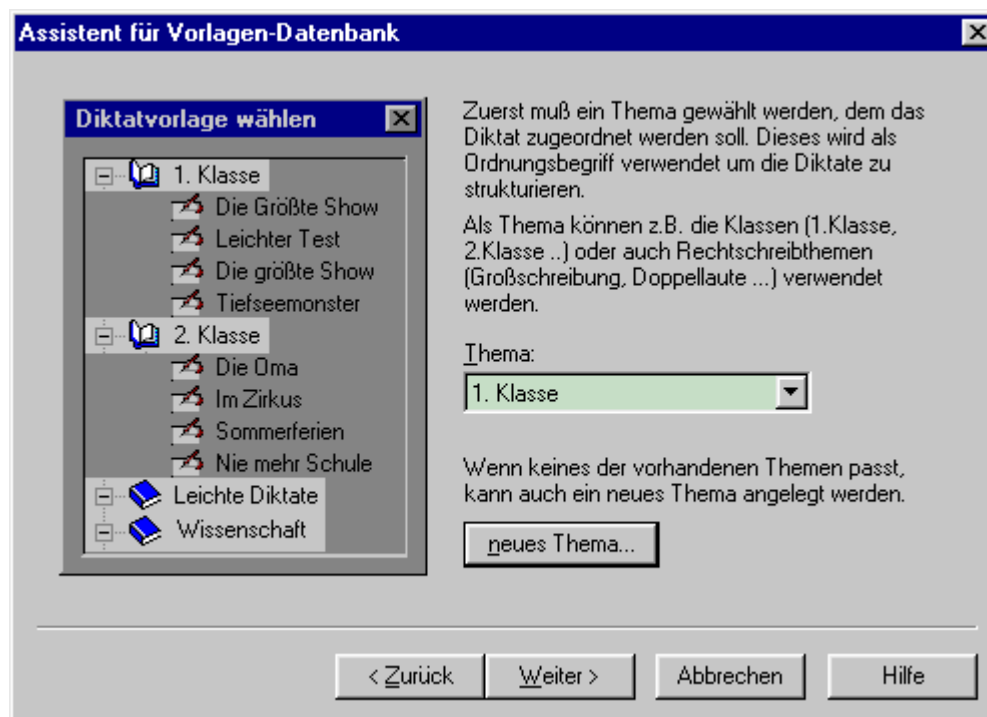 Assistent für Vorlagen-Datenbank
Diktatvorlage wählen
1. Klasse
Die Größte Show
Leichter Test
Die größte Show
Tiefseemonster
2. Klasse
Die Oma
Im Zirkus
Sommerferien
Nie mehr Schule
Leichte Diktate
Wissenschaft
Zuerst muß ein Thema gewählt werden, dem das
Diktat zugeordnet werden soll. Dieses wird als
Ordnungsbegriff verwendet um die Diktate zu
strukturieren.
Als Thema können z.B. die Klassen (1.Klasse,
2.Klasse ..) oder auch Rechtschreibthemen
(Großschreibung, Doppellaute ...) verwendet
werden.
Thema:
1. Klasse
Wenn keines der vorhandenen Themen passt,
kann auch ein neues Thema angelegt werden.
neues Thema...
< Zurück
Weiter >
Abbrechen
Hilfe